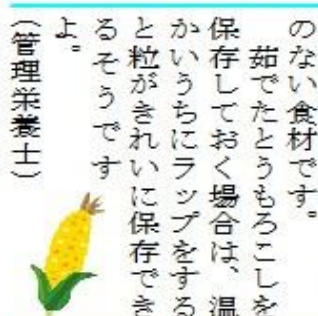 のない食材です。
茹でたとうもろこしを
保存しておく場合は、温
かいうちにラップをする
と粒がきれいに保存でき
るそうです
よ。
(管理栄養士)